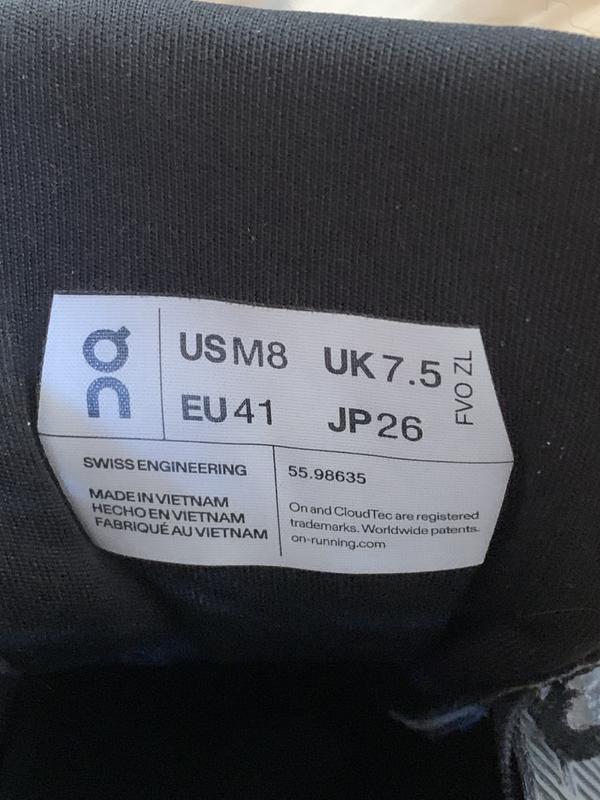 On
US M8 UK 7.5
EU 41 JP 26
FVO ZL
SWISS ENGINEERING
MADE IN VIETNAM
HECHO EN VIETNAM
FABRIQUÉ AU VIETNAM
55.98635
On and CloudTec are registered
trademarks. Worldwide patents.
on-running.com